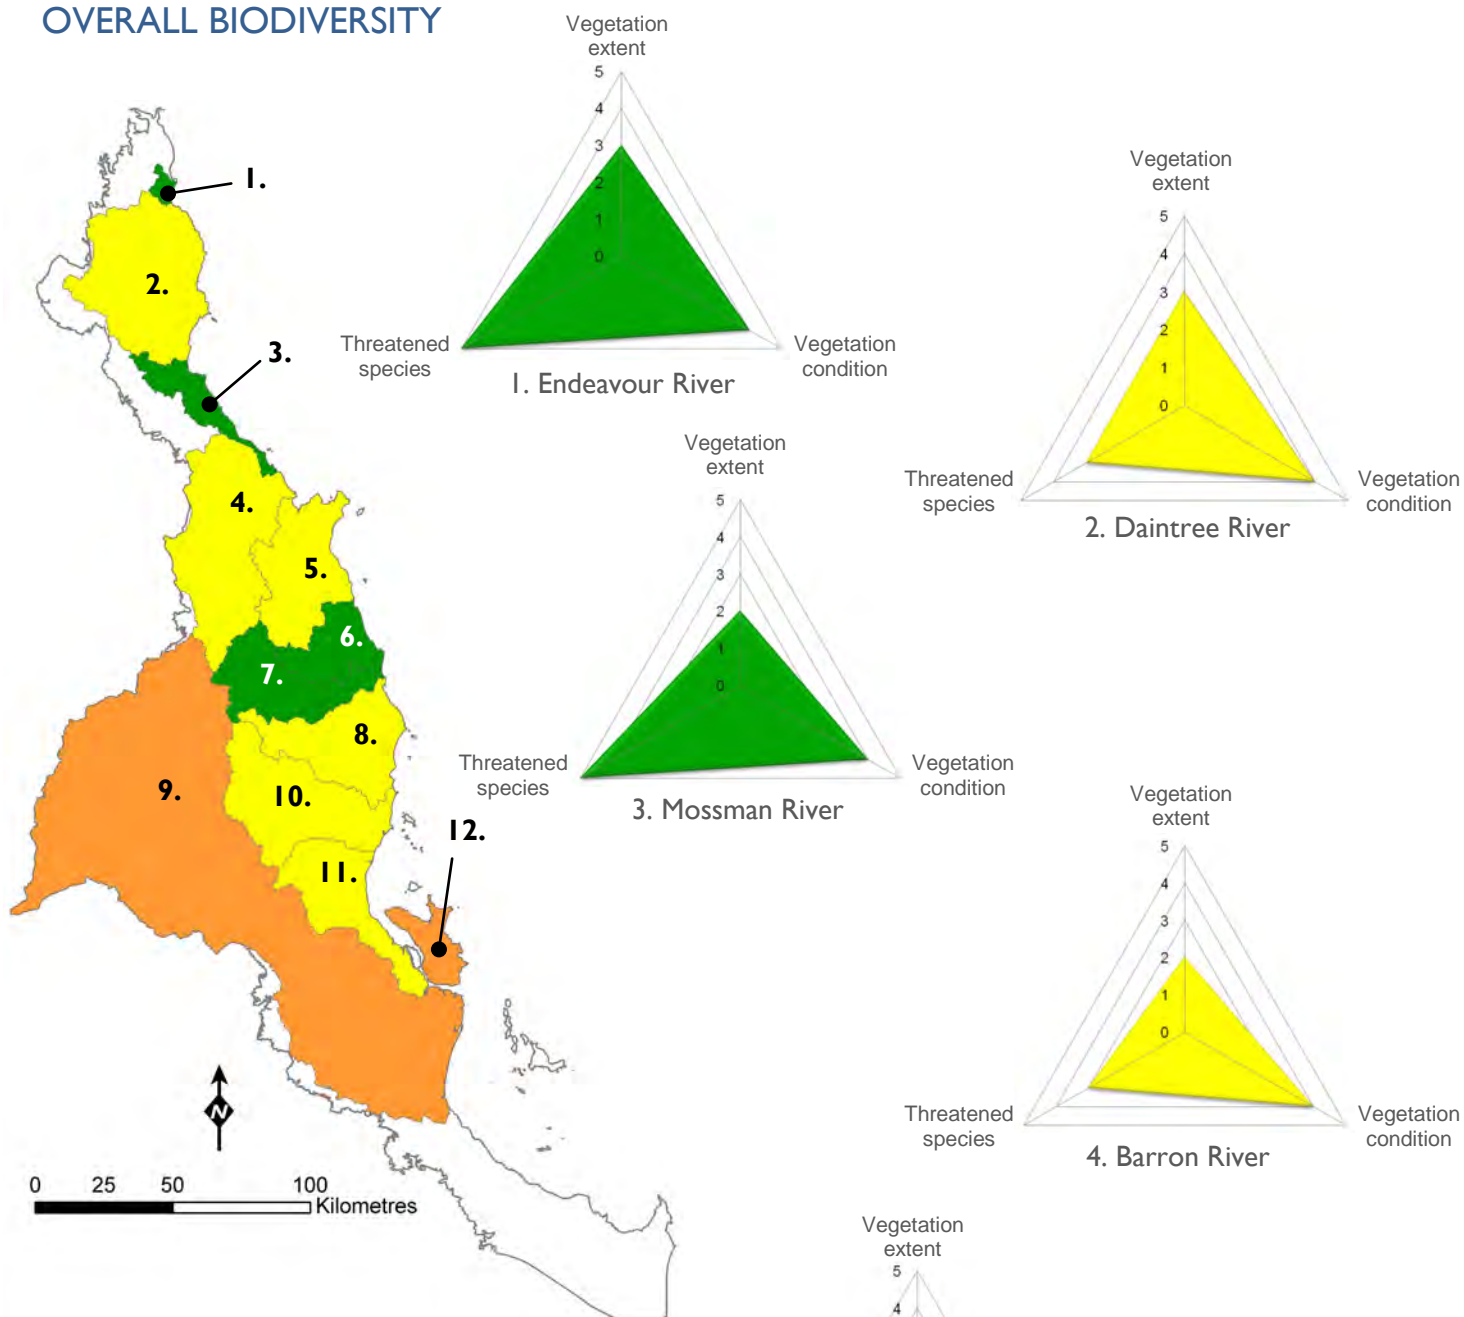 OVERALL BIODIVERSITY
1.
2.
3.
4.
5.
6.
7.
8.
9.
10.
11.
12.
N
0 25 50 100
Kilometres
Vegetation
extent
5
4
3
2
1
0
Threatened
species
Vegetation
condition
1. Endeavour River
Vegetation
extent
5
4
3
2
1
0
Threatened
species
Vegetation
condition
2. Daintree River
Vegetation
extent
5
4
3
2
1
0
Threatened
species
Vegetation
condition
3. Mossman River
Vegetation
extent
5
4
3
2
1
0
Threatened
species
Vegetation
condition
4. Barron River
Vegetation
extent
5
4